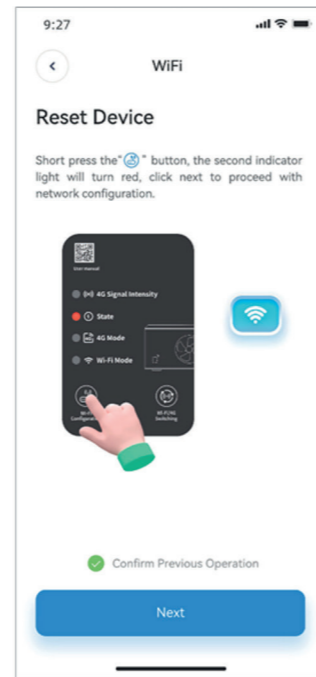 9:27
WiFi
Reset Device
Short press the" " button, the second indicator
light will turn red, click next to proceed with
network configuration.
User manual
4G Signal Intensity
State
4G Mode
Wi-Fi Mode
Wi-Fi
Configuration
Wi-Fi/4G
Switching
Confirm Previous Operation
Next